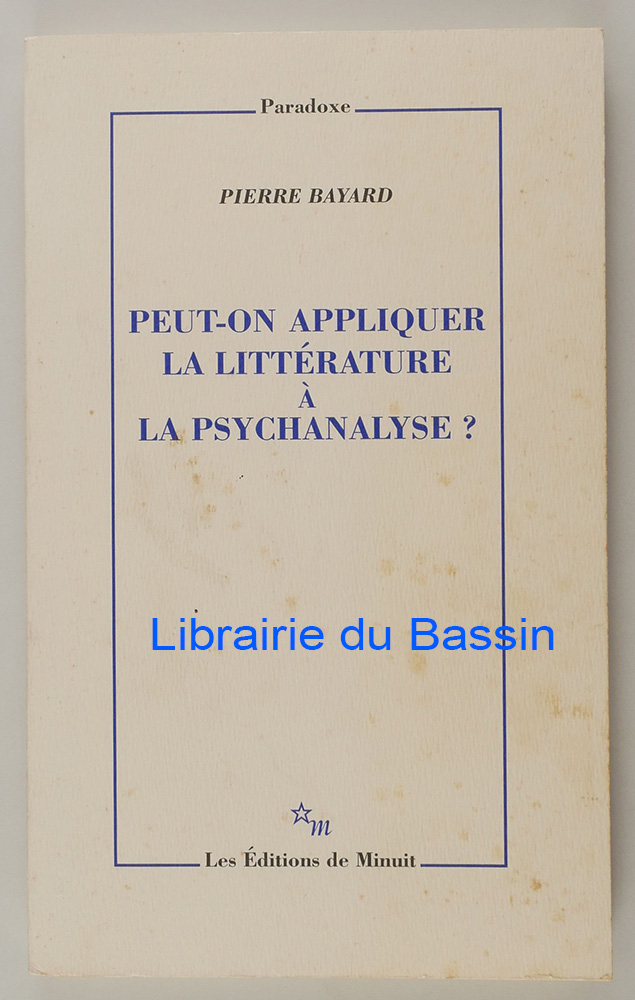 Paradoxe
PIERRE BAYARD
PEUT-ON APPLIQUER
LA LITTÉRATURE
À
LA PSYCHANALYSE ?
Librairie du Bassin
m
Les Éditions de Minuit